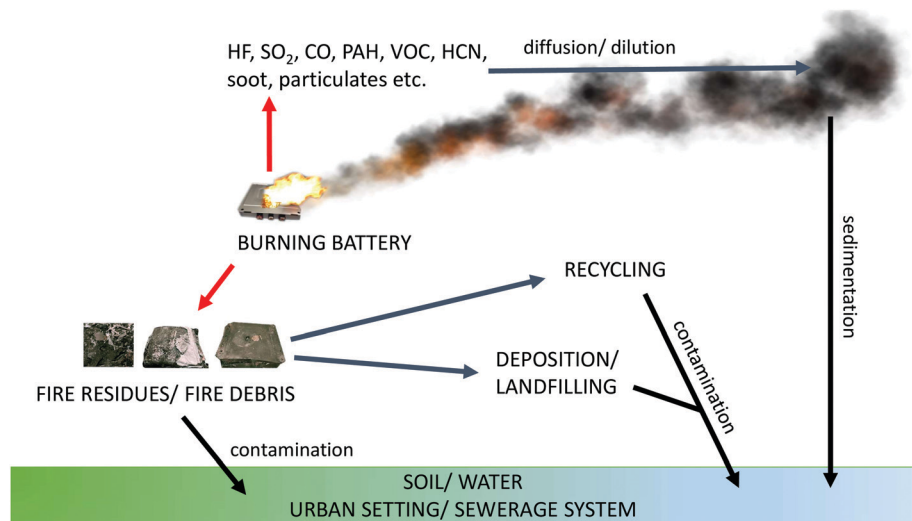 HF, SO₂, CO, PAH, VOC, HCN,
soot, particulates etc.
diffusion/ dilution
BURNING BATTERY
sedimentation
RECYCLING
contamination
DEPOSITION/
LANDFILLING
FIRE RESIDUES/ FIRE DEBRIS
contamination
SOIL/ WATER
URBAN SETTING/ SEWERAGE SYSTEM